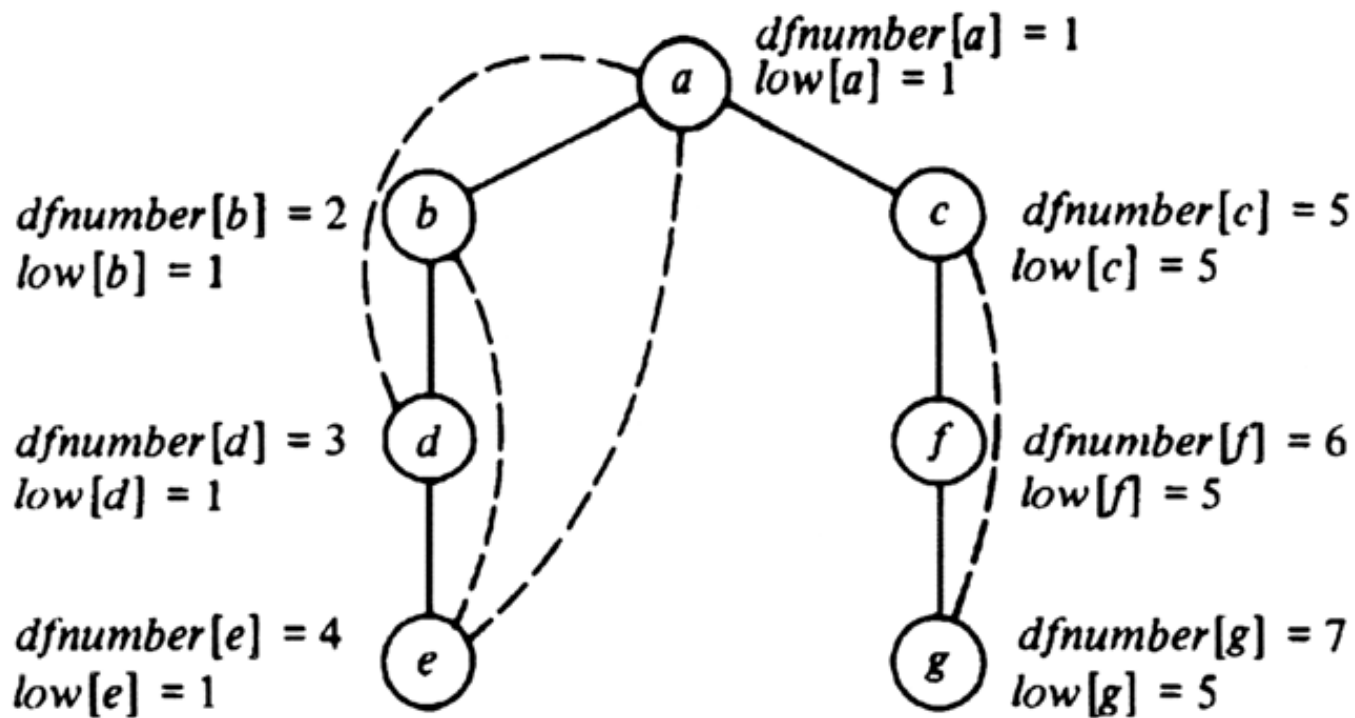 dfnumber[a] = 1
low[a] = 1
a
b
c
dfnumber[b] = 2
low[b] = 1
dfnumber[c] = 5
low[c] = 5
d
f
dfnumber[d] = 3
low[d] = 1
dfnumber[f] = 6
low[f] = 5
e
g
dfnumber[e] = 4
low[e] = 1
dfnumber[g] = 7
low[g] = 5